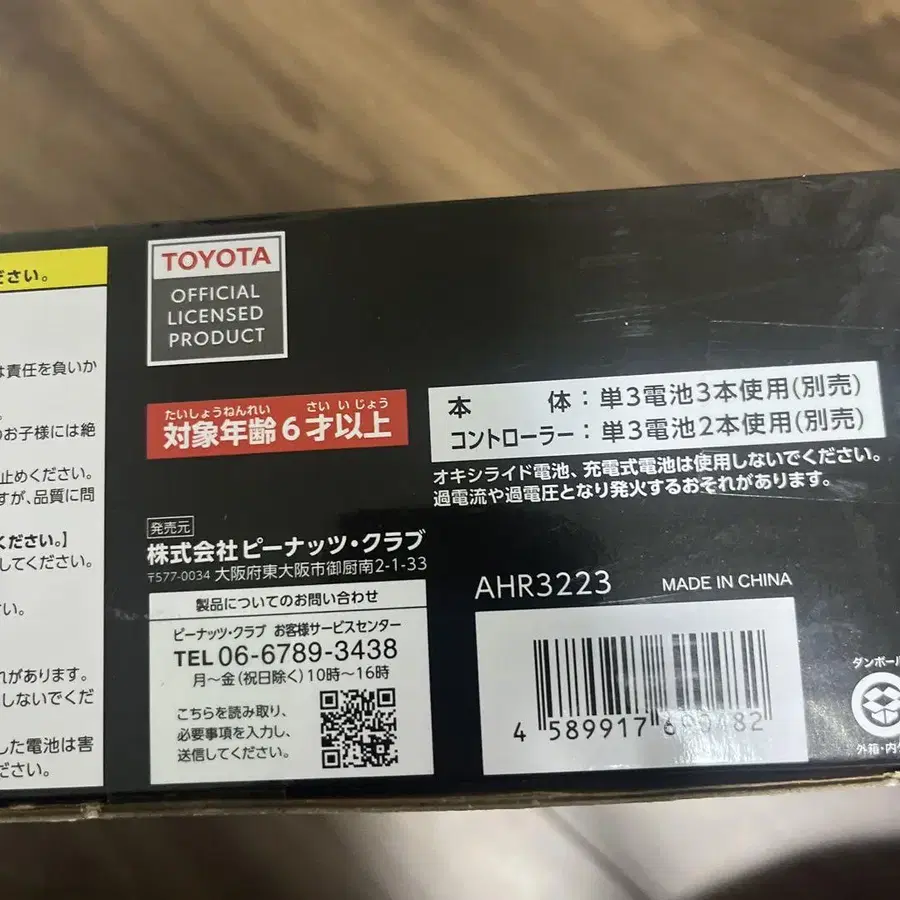 ださい。
は責任を負いか
のお子様には絶
止めください。
すが、品質に問
ください。】
してください。
さい。
れがあります。
しないでくだ
した電池は害
ださい。
TOYOTA
OFFICIAL
LICENSED
PRODUCT
たいしょうねんれい さい いじょう
対象年齢6才以上
本 体 : 単3電池3本使用(別売)
コントローラー : 単3電池2本使用(別売)
オキシライド電池、充電式電池は使用しないでください。
過電流や過電圧となり発火するおそれがあります。
発売元
株式会社ピーナッツ・クラブ
〒577-0034 大阪府東大阪市御厨南2-1-33
製品についてのお問い合わせ
ピーナッツ・クラブ お客様サービスセンター
TEL 06-6789-3438
月〜金(祝日除く)10時〜16時
こちらを読み取り、
必要事項を入力し、
送信してください。
AHR3223 MADE IN CHINA
4 589917
ダンボール
外箱・内